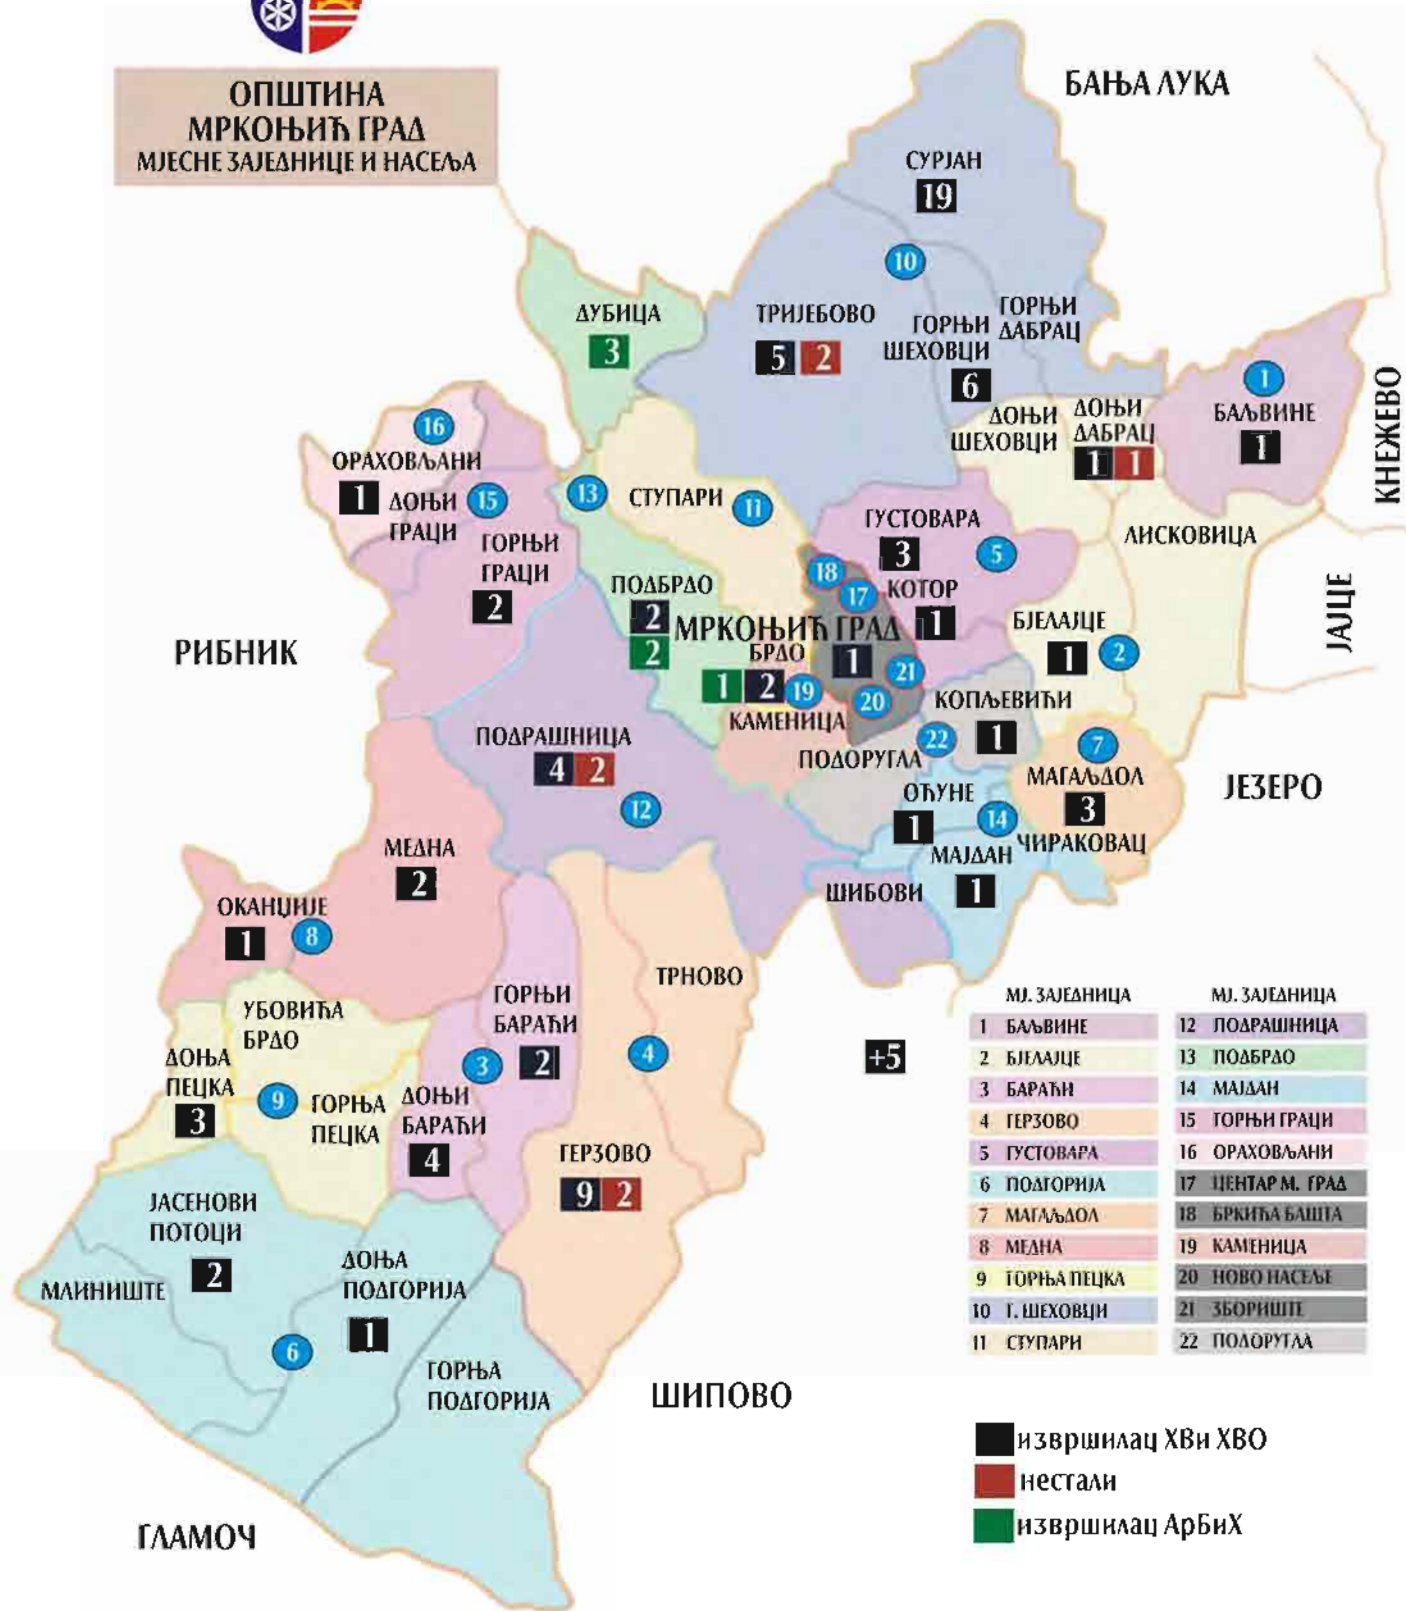 ОПШТИНА
МРКОЊИЋ ГРАД
МЈЕСНЕ ЗАЈЕДНИЦЕ И НАСЕЉА
БАЊА ЛУКА
СУРЈАН
19
10
ДУБИЦА
3
ТРИЈЕБОВО
5 2
ГОРЊИ
ШЕХОВЦИ
6
ГОРЊИ
ДАБРАЦ
ДОЊИ
ШЕХОВЦИ
ДОЊИ
ДАБРАЦ
1 1
1
БАЉВИНЕ
1
КНЕЖЕВО
16
ОРАХОВЉАНИ
1
ДОЊИ
ГРАЦИ
15
ГОРЊИ
ГРАЦИ
2
13
СТУПАРИ
11
ГУСТОВАРА
3
5
ЛИСКОВИЦА
ЈАЈЦЕ
18
17
КОТОР
1
ПОДБРДО
2
2
МРКОЊИЋ ГРАД
1
БРДО
1 2
19
КАМЕНИЦА
21
20
БЈЕЛАЈЦЕ
1
2
РИБНИК
КОПЉЕВИЋИ
1
22
ПОДОРУГЛА
7
МАГАЉДОЛ
3
ЧИРАКОВАЦ
ЈЕЗЕРО
ПОДРАШНИЦА
4 2
12
ОЋУНЕ
1
14
МАЈДАН
1
ШИБОВИ
МЕДНА
2
ОКАНЏИЈЕ
1
8
УБОВИЋА
БРДО
ДОЊА
ПЕЦКА
3
9
ГОРЊА
ПЕЦКА
ГОРЊИ
БАРАЋИ
2
3
ДОЊИ
БАРАЋИ
4
ТРНОВО
4
ГЕРЗОВО
9 2
+5
ЈАСЕНОВИ
ПОТОЦИ
2
МЛИНИШТЕ
ДОЊА
ПОДГОРИЈА
1
6
ГОРЊА
ПОДГОРИЈА
ШИПОВО
ГЛАМОЧ
МЈ. ЗАЈЕДНИЦА
1 БАЉВИНЕ
2 БЈЕЛАЈЦЕ
3 БАРАЋИ
4 ГЕРЗОВО
5 ГУСТОВАРА
6 ПОДГОРИЈА
7 МАГАЉДОЛ
8 МЕДНА
9 ГОРЊА ПЕЦКА
10 Г. ШЕХОВЦИ
11 СТУПАРИ
МЈ. ЗАЈЕДНИЦА
12 ПОДРАШНИЦА
13 ПОДБРДО
14 МАЈДАН
15 ГОРЊИ ГРАЦИ
16 ОРАХОВЉАНИ
17 ЦЕНТАР М. ГРАД
18 БРКИЋА БАШТА
19 КАМЕНИЦА
20 НОВО НАСЕЉЕ
21 ЗБОРИШТЕ
22 ПОДОРУГЛА
извршилац ХВи ХВО
нестали
извршилац АрБиХ